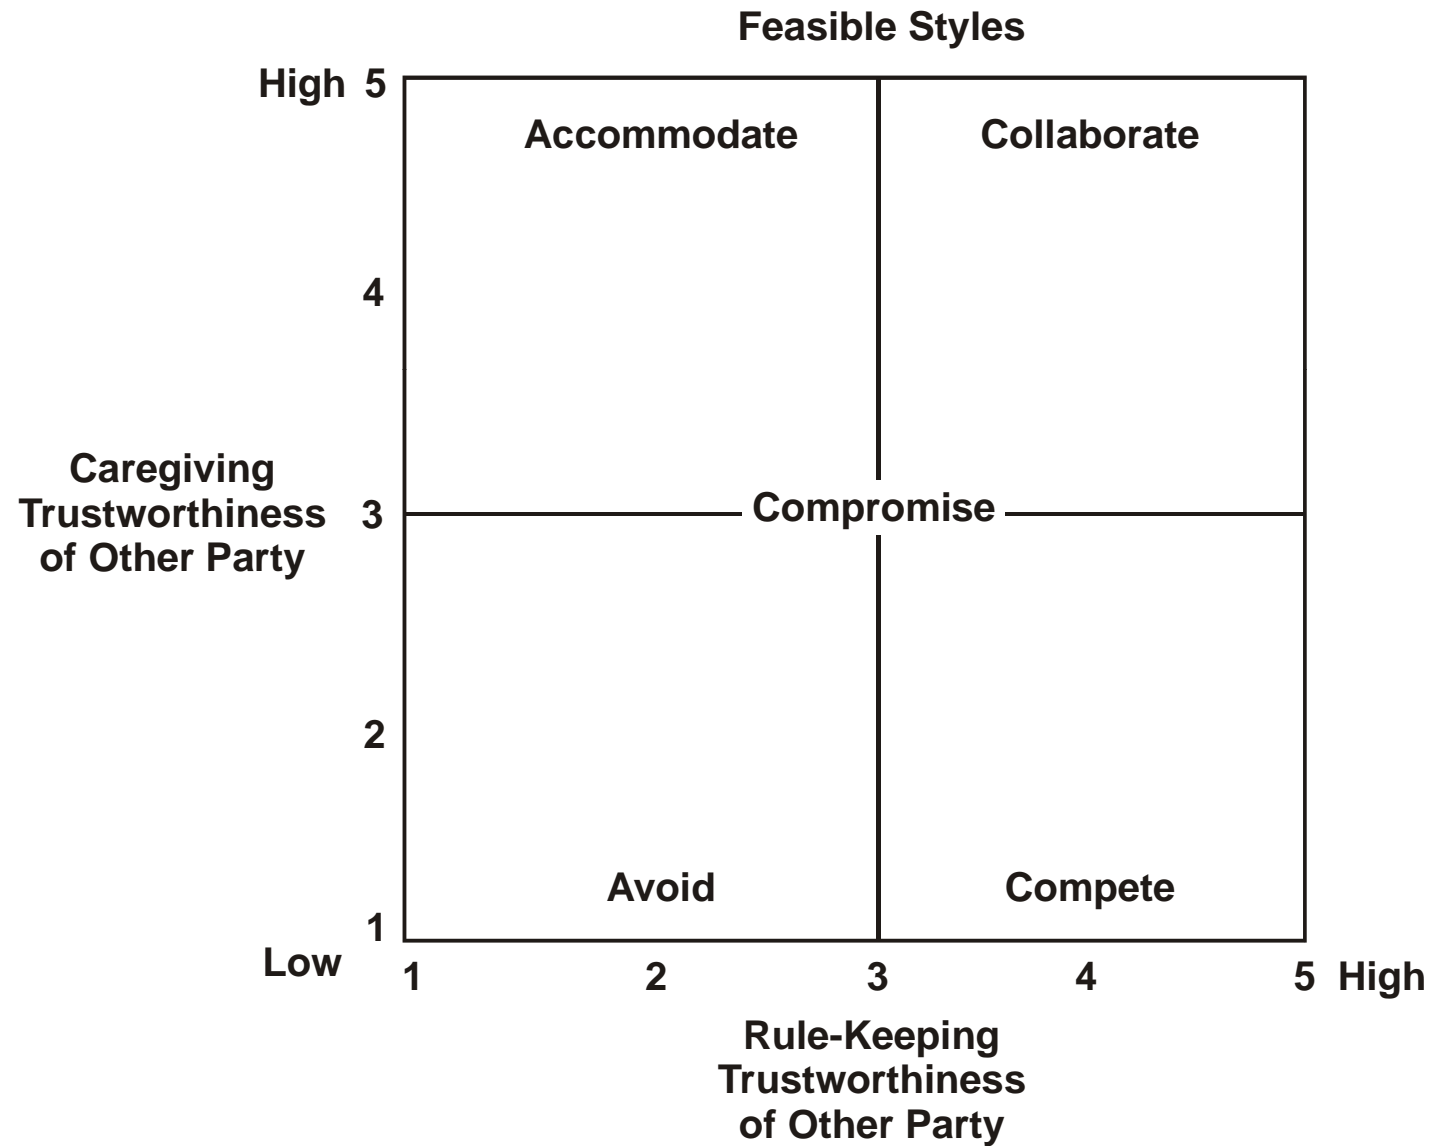 Feasible Styles
High 5
Accommodate Collaborate
4
Caregiving
Trustworthiness
of Other Party
3
Compromise
2
Avoid Compete
1
Low
1 2 3 4 5 High
Rule-Keeping
Trustworthiness
of Other Party